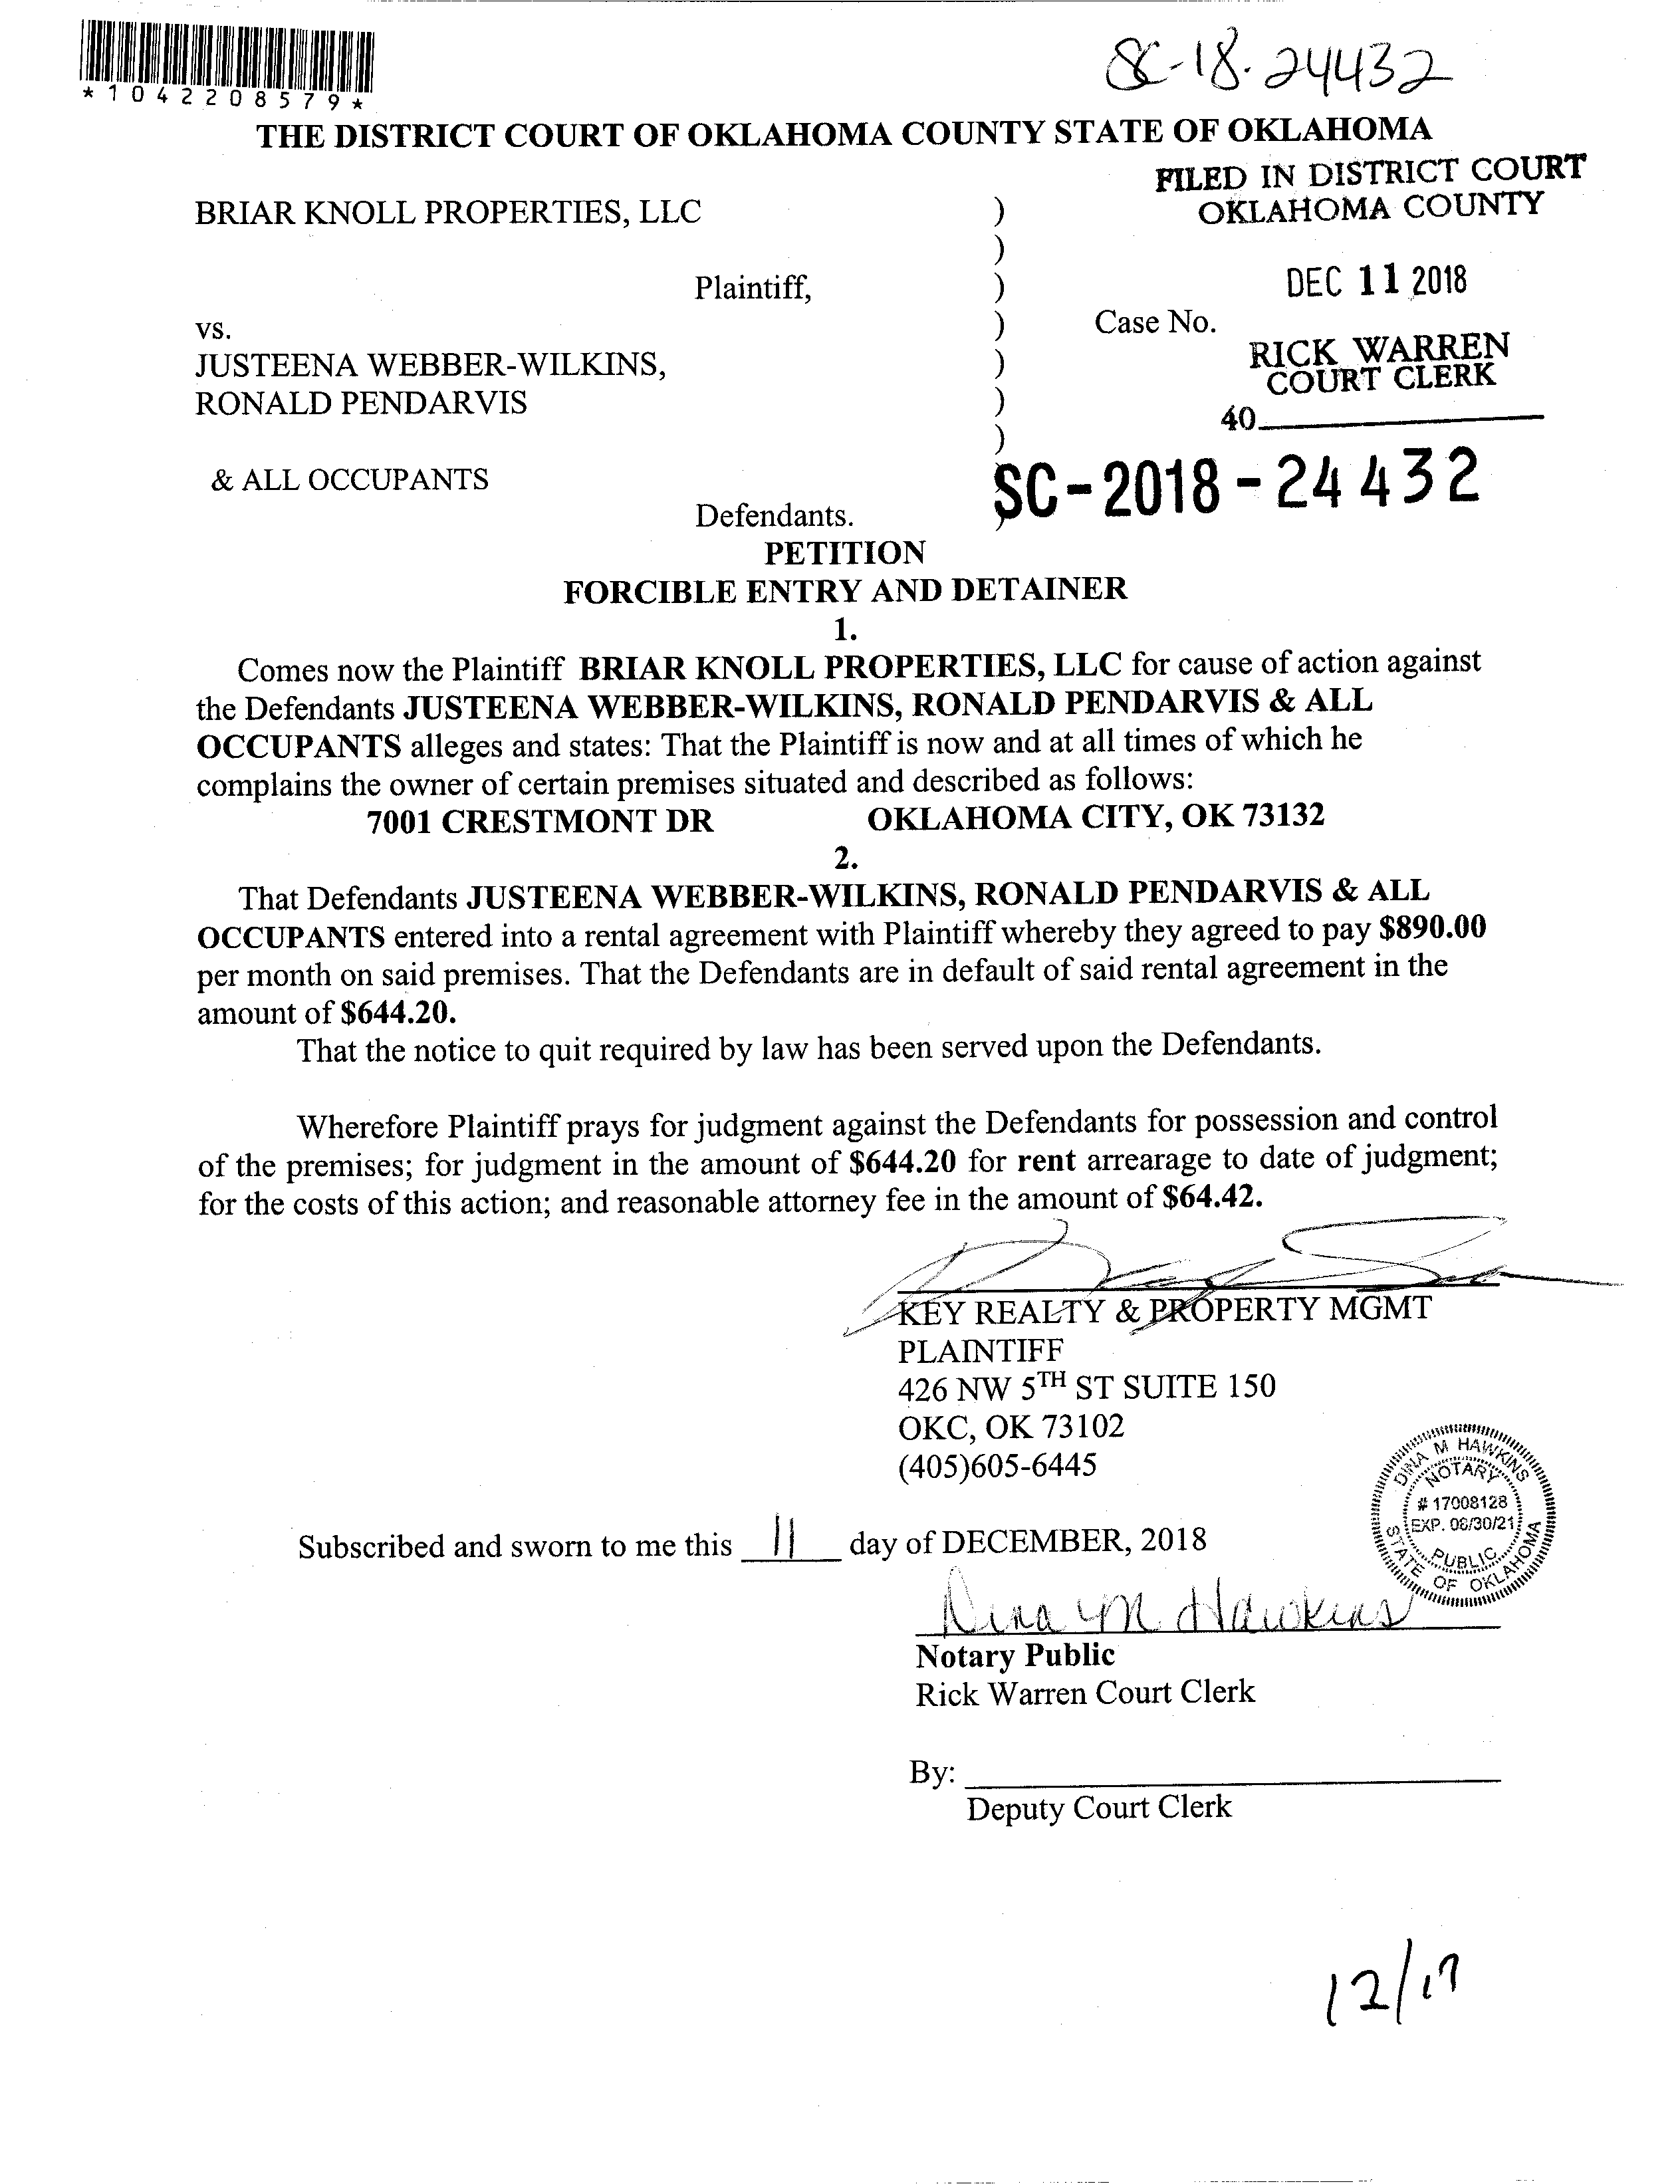 *1042208579*
SC-18-24432
THE DISTRICT COURT OF OKLAHOMA COUNTY STATE OF OKLAHOMA
FILED IN DISTRICT COURT
OKLAHOMA COUNTY
BRIAR KNOLL PROPERTIES, LLC )
)
Plaintiff, )
DEC 11 2018
vs. ) Case No.
RICK WARREN
COURT CLERK
JUSTEENA WEBBER-WILKINS, )
RONALD PENDARVIS )
40
)
& ALL OCCUPANTS
SC-2018-24432
Defendants. )
PETITION
FORCIBLE ENTRY AND DETAINER
1.
Comes now the Plaintiff BRIAR KNOLL PROPERTIES, LLC for cause of action against
the Defendants JUSTEENA WEBBER-WILKINS, RONALD PENDARVIS & ALL
OCCUPANTS alleges and states: That the Plaintiff is now and at all times of which he
complains the owner of certain premises situated and described as follows:
7001 CRESTMONT DR OKLAHOMA CITY, OK 73132
2.
That Defendants JUSTEENA WEBBER-WILKINS, RONALD PENDARVIS & ALL
OCCUPANTS entered into a rental agreement with Plaintiff whereby they agreed to pay $890.00
per month on said premises. That the Defendants are in default of said rental agreement in the
amount of $644.20.
That the notice to quit required by law has been served upon the Defendants.
Wherefore Plaintiff prays for judgment against the Defendants for possession and control
of the premises; for judgment in the amount of $644.20 for rent arrearage to date of judgment;
for the costs of this action; and reasonable attorney fee in the amount of $64.42.
KEY REALTY & PROPERTY MGMT
PLAINTIFF
426 NW 5TH ST SUITE 150
OKC, OK 73102
(405)605-6445
DINA M HAWKINS
NOTARY
# 17008128
EXP. 08/30/21
PUBLIC
STATE OF OKLAHOMA
Subscribed and sworn to me this 11 day of DECEMBER, 2018
Dina M Hawkins
Notary Public
Rick Warren Court Clerk
By:
Deputy Court Clerk
12/19